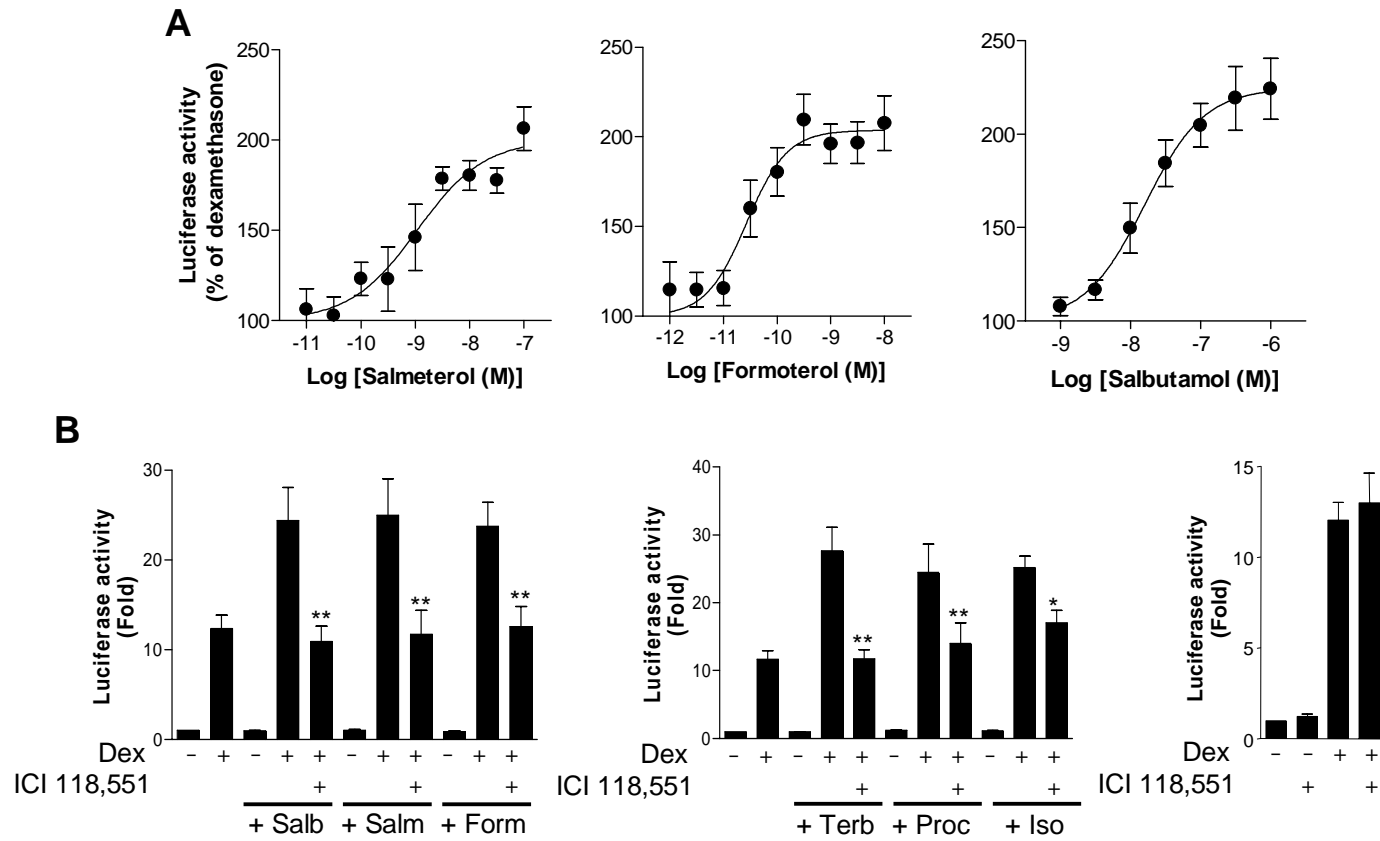 A
Luciferase activity
(% of dexamethasone)
250
200
150
100
-11 -10 -9 -8 -7
Log [Salmeterol (M)]
250
200
150
100
-12 -11 -10 -9 -8
Log [Formoterol (M)]
250
200
150
100
-9 -8 -7 -6
Log [Salbutamol (M)]
B
Luciferase activity
(Fold)
30
20
10
0
** ** **
Dex − + − + + − + + − + +
ICI 118,551 + + +
+ Salb + Salm + Form
Luciferase activity
(Fold)
40
30
20
10
0
** ** *
Dex − + − + + − + + − + +
ICI 118,551 + + +
+ Terb + Proc + Iso
Luciferase activity
(Fold)
15
10
5
0
Dex − − + +
ICI 118,551 + +